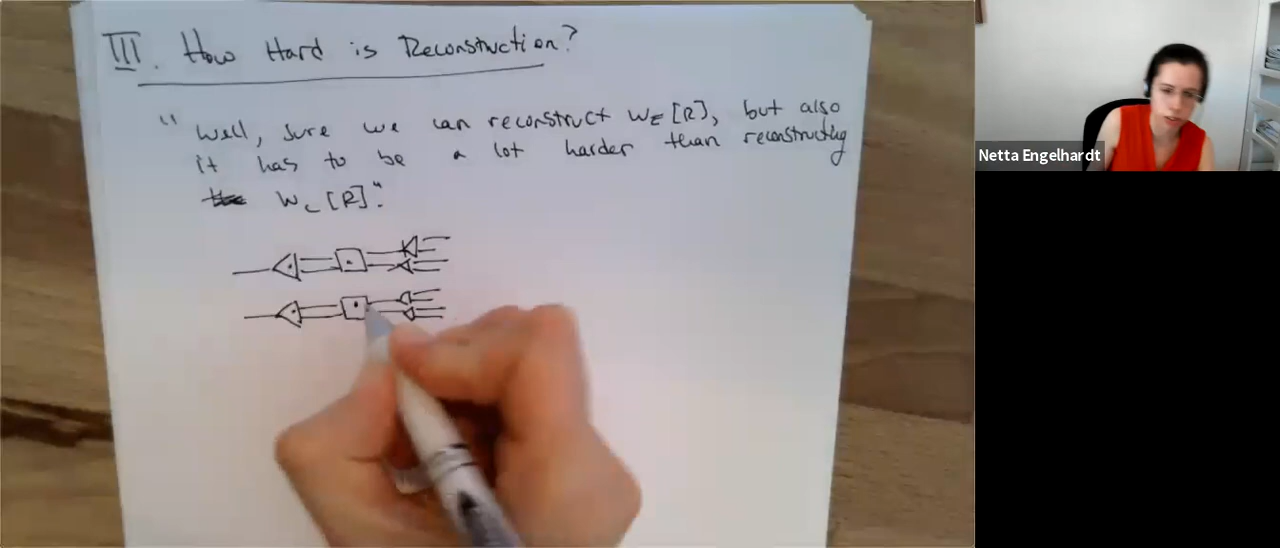 III. How Hard is Reconstruction?
"Well, sure we can reconstruct W_E[R], but also
it has to be a lot harder than reconstructing
W_C[R]."
Netta Engelhardt